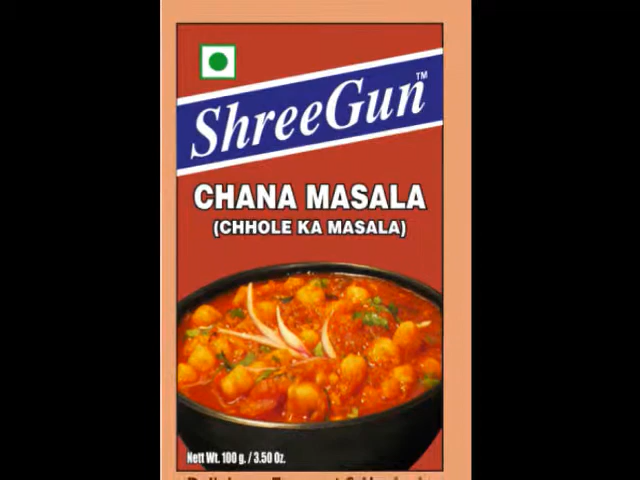 ShreeGun™
CHANA MASALA
(CHHOLE KA MASALA)
Nett Wt. 100 g. / 3.50 Oz.